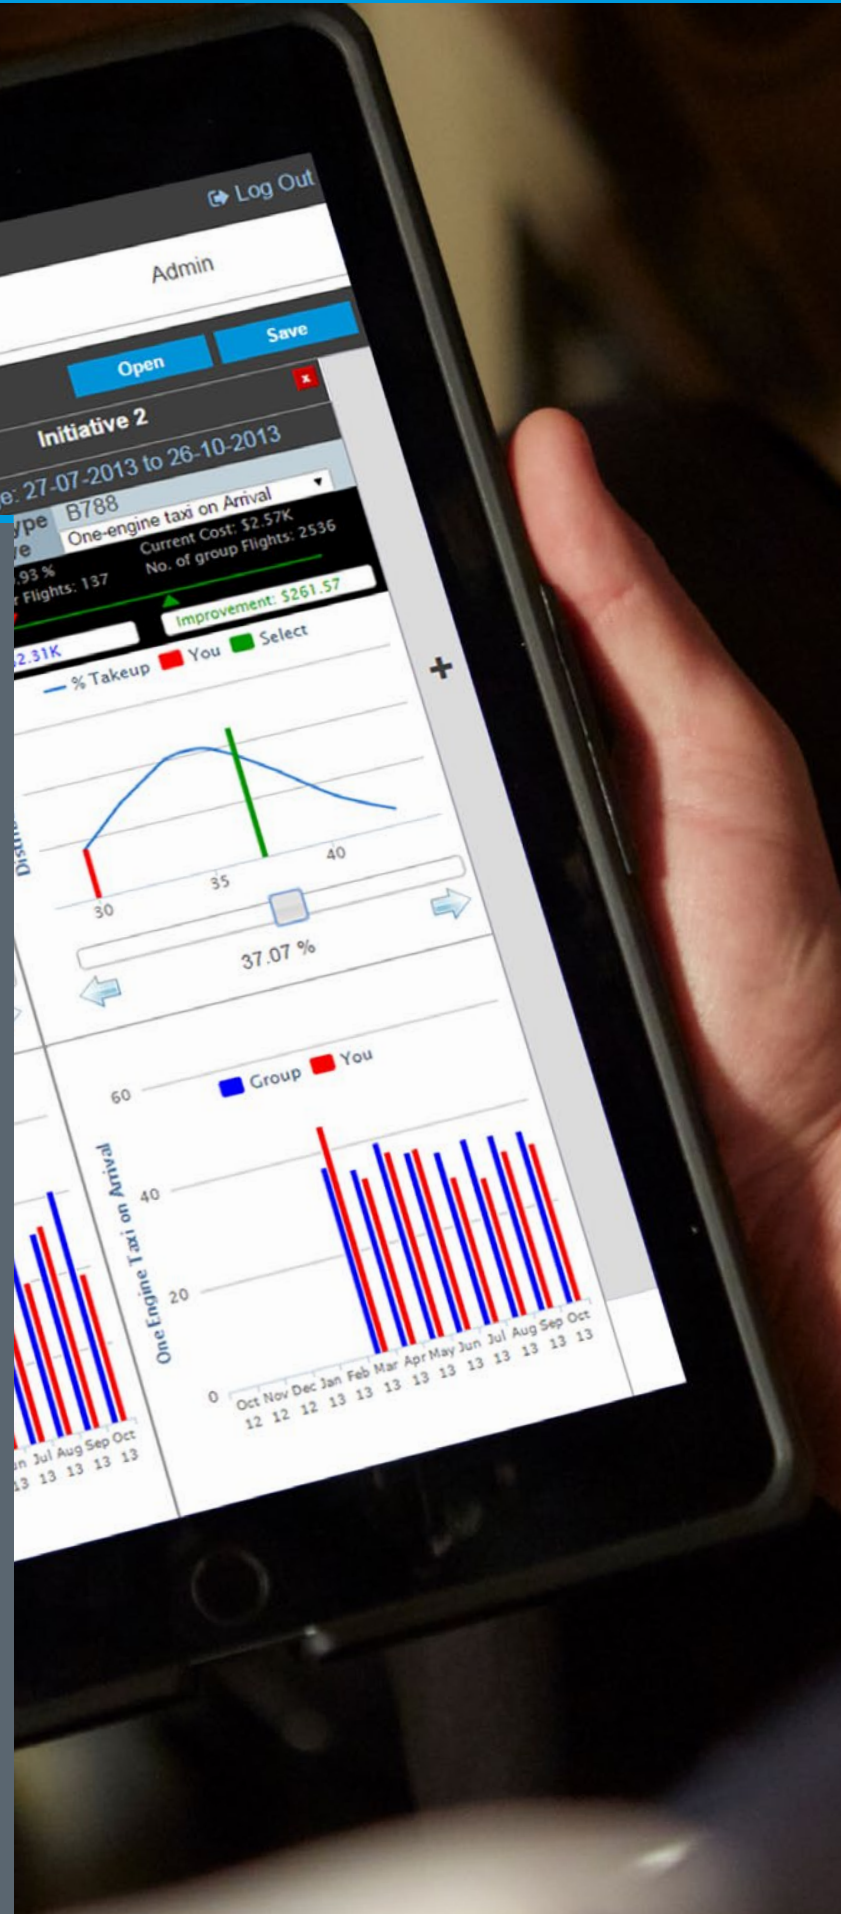 Log Out
Admin
Open Save
Initiative 2
e: 27-07-2013 to 26-10-2013
ype B788
ve One-engine taxi on Arrival
.93 % Current Cost: $2.57K
r Flights: 137 No. of group Flights: 2536
2.31K Improvement: $261.57
% Takeup You Select
Distrib
30 35 40
37.07 %
Group You
One Engine Taxi on Arrival
60
40
20
0
Oct Nov Dec Jan Feb Mar Apr May Jun Jul Aug Sep Oct
12 12 12 13 13 13 13 13 13 13 13 13 13
un Jul Aug Sep Oct
13 13 13 13 13